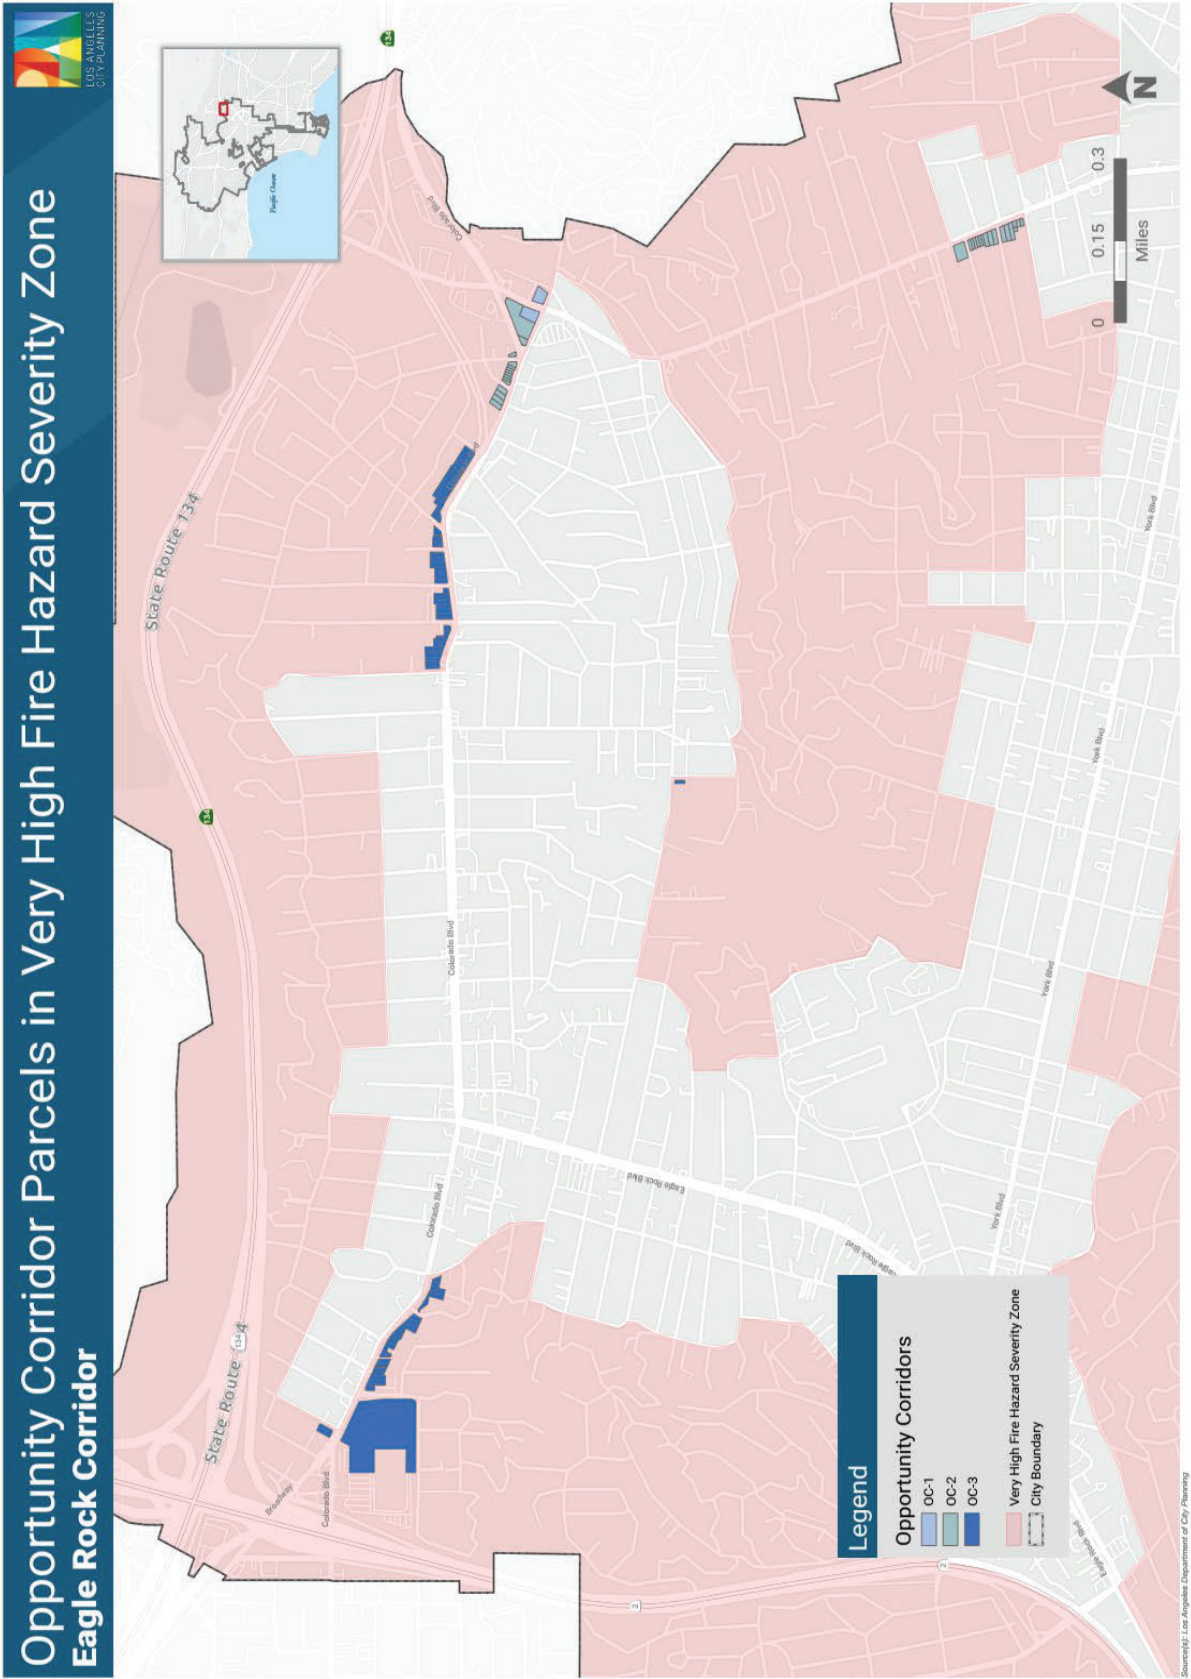 Opportunity Corridor Parcels in Very High Fire Hazard Severity Zone
Eagle Rock Corridor
LOS ANGELES
CITY PLANNING
Pacific Ocean
State Route 134
State Route 134
134
134
134
Broadway
Colorado Blvd
Colorado Blvd
Colorado Blvd
Colorado Blvd
Eagle Rock Blvd
Eagle Rock Blvd
Eagle Rock Blvd
York Blvd
York Blvd
York Blvd
York Blvd
2
2
Legend
Opportunity Corridors
OC-1
OC-2
OC-3
Very High Fire Hazard Severity Zone
City Boundary
0 0.15 0.3
Miles
N
Source(s): Los Angeles Department of City Planning